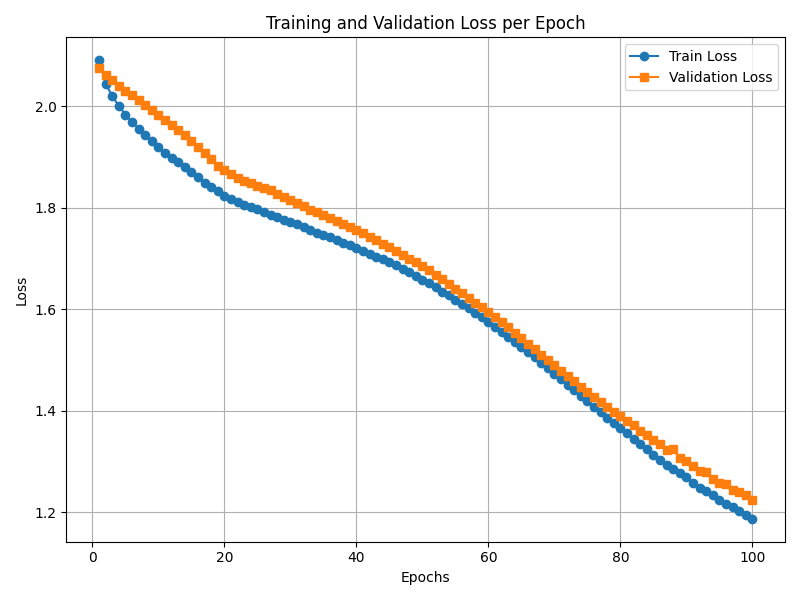 Training and Validation Loss per Epoch
Train Loss
Validation Loss
Loss
2.0
1.8
1.6
1.4
1.2
0 20 40 60 80 100
Epochs